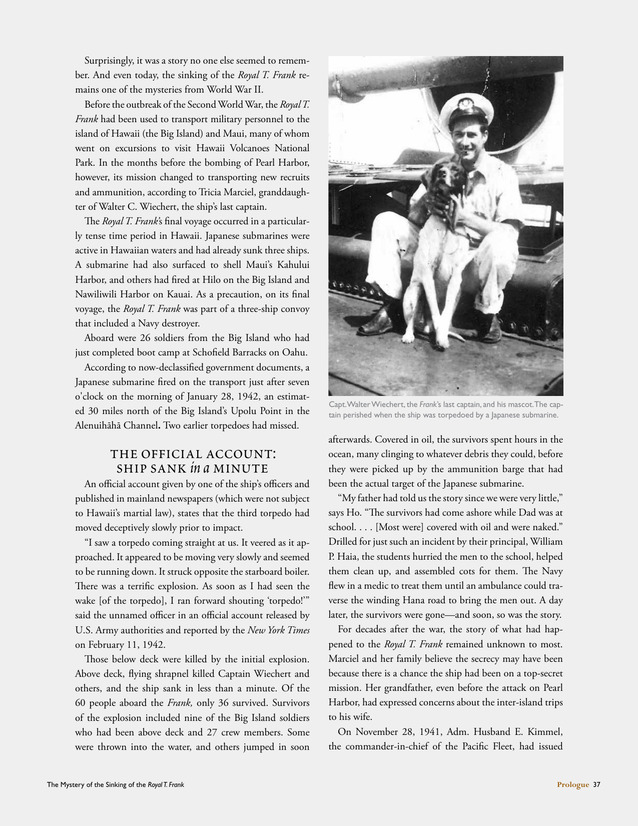 Surprisingly, it was a story no one else seemed to remem-
ber. And even today, the sinking of the Royal T. Frank re-
mains one of the mysteries from World War II.
Before the outbreak of the Second World War, the Royal T.
Frank had been used to transport military personnel to the
island of Hawaii (the Big Island) and Maui, many of whom
went on excursions to visit Hawaii Volcanoes National
Park. In the months before the bombing of Pearl Harbor,
however, its mission changed to transporting new recruits
and ammunition, according to Tricia Marciel, granddaugh-
ter of Walter C. Wiechert, the ship's last captain.
The Royal T. Frank's final voyage occurred in a particular-
ly tense time period in Hawaii. Japanese submarines were
active in Hawaiian waters and had already sunk three ships.
A submarine had also surfaced to shell Maui's Kahului
Harbor, and others had fired at Hilo on the Big Island and
Nawiliwili Harbor on Kauai. As a precaution, on its final
voyage, the Royal T. Frank was part of a three-ship convoy
that included a Navy destroyer.
Aboard were 26 soldiers from the Big Island who had
just completed boot camp at Schofield Barracks on Oahu.
According to now-declassified government documents, a
Japanese submarine fired on the transport just after seven
o'clock on the morning of January 28, 1942, an estimat-
ed 30 miles north of the Big Island's Upolu Point in the
Alenuihähä Channel. Two earlier torpedoes had missed.
THE OFFICIAL ACCOUNT:
SHIP SANK in a MINUTE
An official account given by one of the ship's officers and
published in mainland newspapers (which were not subject
to Hawaii's martial law), states that the third torpedo had
moved deceptively slowly prior to impact.
"I saw a torpedo coming straight at us. It veered as it ap-
proached. It appeared to be moving very slowly and seemed
to be running down. It struck opposite the starboard boiler.
There was a terrific explosion. As soon as I had seen the
wake [of the torpedo], I ran forward shouting 'torpedo!'"
said the unnamed officer in an official account released by
U.S. Army authorities and reported by the New York Times
on February 11, 1942.
Those below deck were killed by the initial explosion.
Above deck, flying shrapnel killed Captain Wiechert and
others, and the ship sank in less than a minute. Of the
60 people aboard the Frank, only 36 survived. Survivors
of the explosion included nine of the Big Island soldiers
who had been above deck and 27 crew members. Some
were thrown into the water, and others jumped in soon
Capt. Walter Wiechert, the Frank's last captain, and his mascot. The cap-
tain perished when the ship was torpedoed by a Japanese submarine.
afterwards. Covered in oil, the survivors spent hours in the
ocean, many clinging to whatever debris they could, before
they were picked up by the ammunition barge that had
been the actual target of the Japanese submarine.
"My father had told us the story since we were very little,"
says Ho. "The survivors had come ashore while Dad was at
school. . . . [Most were] covered with oil and were naked."
Drilled for just such an incident by their principal, William
P. Haia, the students hurried the men to the school, helped
them clean up, and assembled cots for them. The Navy
flew in a medic to treat them until an ambulance could tra-
verse the winding Hana road to bring the men out. A day
later, the survivors were gone—and soon, so was the story.
For decades after the war, the story of what had hap-
pened to the Royal T. Frank remained unknown to most.
Marciel and her family believe the secrecy may have been
because there is a chance the ship had been on a top-secret
mission. Her grandfather, even before the attack on Pearl
Harbor, had expressed concerns about the inter-island trips
to his wife.
On November 28, 1941, Adm. Husband E. Kimmel,
the commander-in-chief of the Pacific Fleet, had issued
The Mystery of the Sinking of the Royal T. Frank
Prologue 37